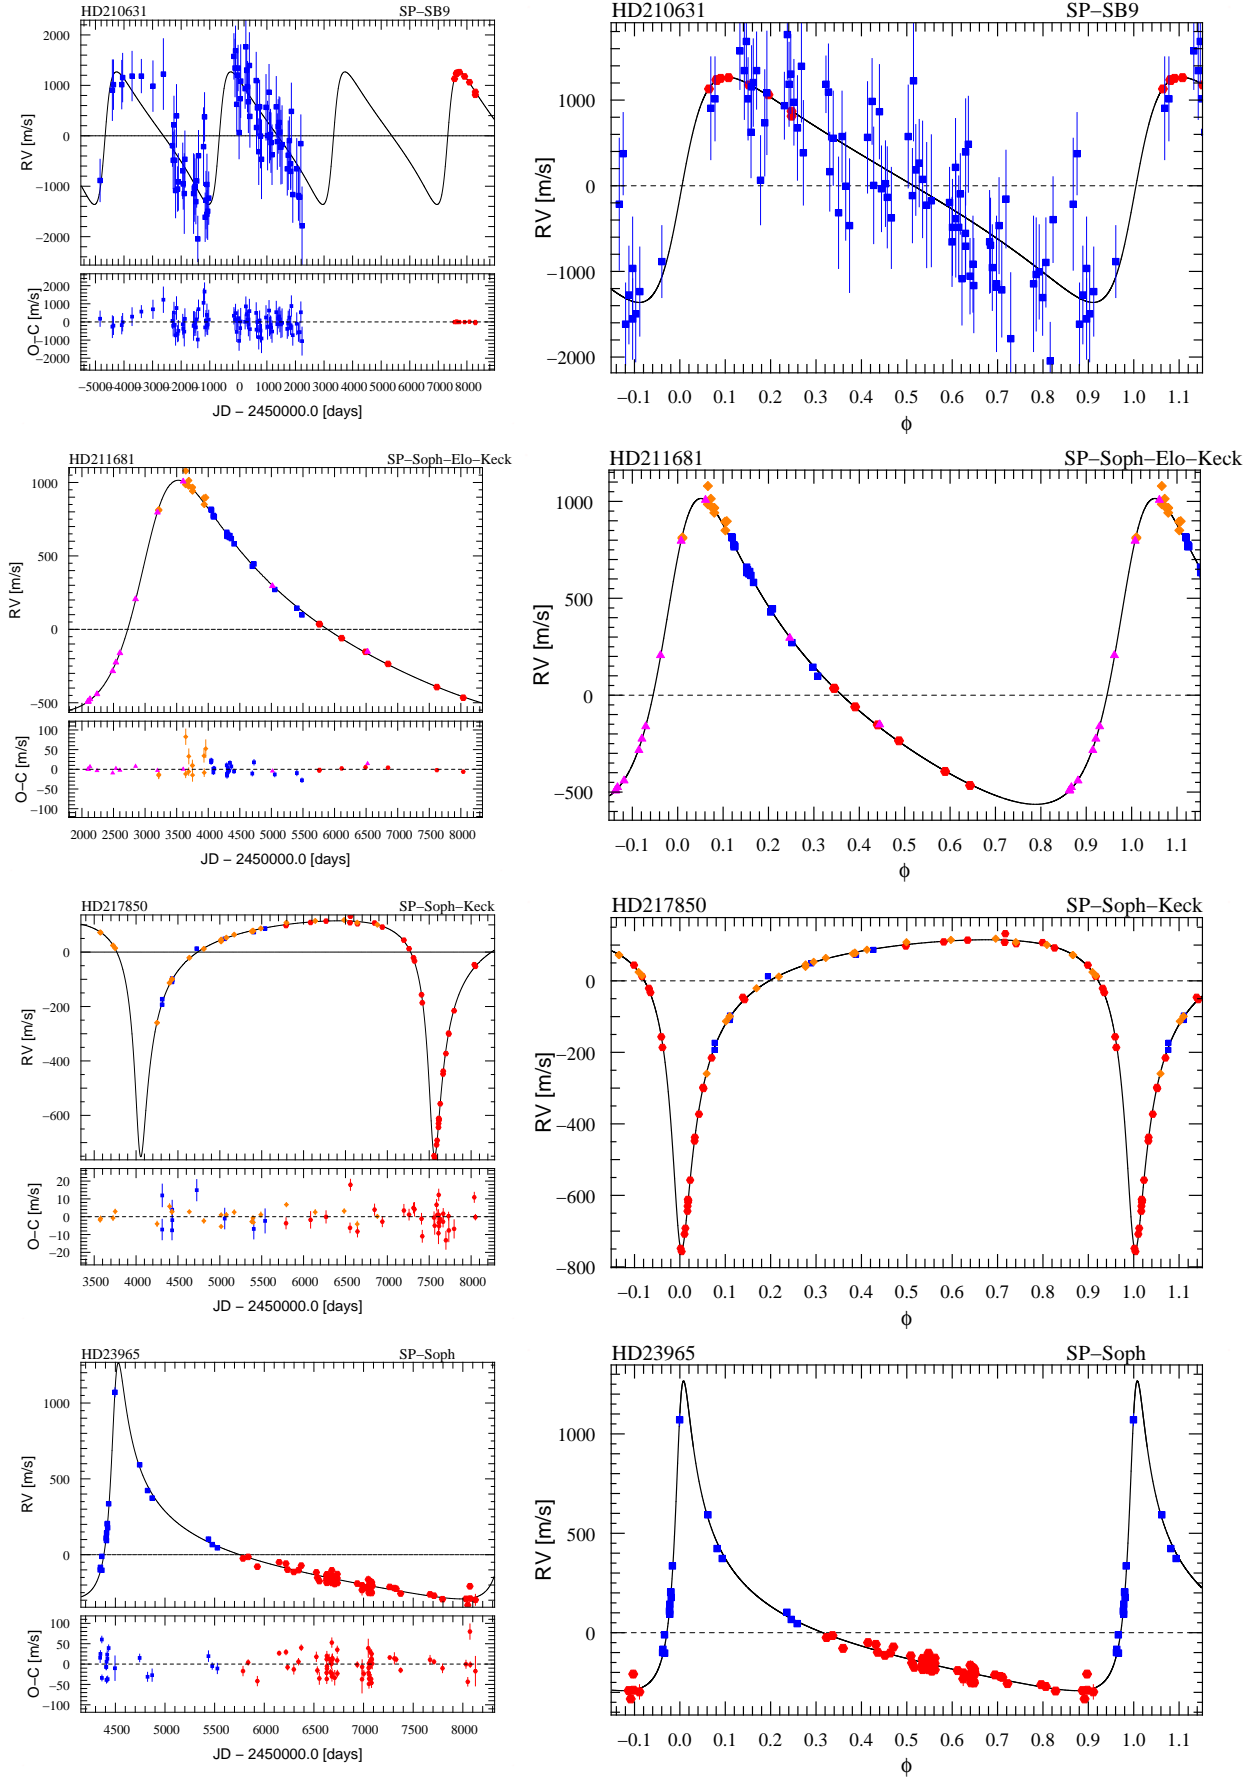 HD210631 SP−SB9
2000
1000
0
−1000
−2000
RV [m/s]
2000
1000
0
−1000
−2000
O−C [m/s]
−5000 −4000 −3000 −2000 −1000 0 1000 2000 3000 4000 5000 6000 7000 8000
JD − 2450000.0 [days]
HD210631 SP−SB9
1000
0
−1000
−2000
RV [m/s]
−0.1 0.0 0.1 0.2 0.3 0.4 0.5 0.6 0.7 0.8 0.9 1.0 1.1
ϕ
HD211681 SP−Soph−Elo−Keck
1000
500
0
−500
RV [m/s]
100
50
0
−50
−100
O−C [m/s]
2000 2500 3000 3500 4000 4500 5000 5500 6000 6500 7000 7500 8000
JD − 2450000.0 [days]
HD211681 SP−Soph−Elo−Keck
1000
500
0
−500
RV [m/s]
−0.1 0.0 0.1 0.2 0.3 0.4 0.5 0.6 0.7 0.8 0.9 1.0 1.1
ϕ
HD217850 SP−Soph−Keck
0
−200
−400
−600
RV [m/s]
20
10
0
−10
−20
O−C [m/s]
3500 4000 4500 5000 5500 6000 6500 7000 7500 8000
JD − 2450000.0 [days]
HD217850 SP−Soph−Keck
0
−200
−400
−600
−800
RV [m/s]
−0.1 0.0 0.1 0.2 0.3 0.4 0.5 0.6 0.7 0.8 0.9 1.0 1.1
ϕ
HD23965 SP−Soph
1000
500
0
RV [m/s]
100
50
0
−50
−100
O−C [m/s]
4500 5000 5500 6000 6500 7000 7500 8000
JD − 2450000.0 [days]
HD23965 SP−Soph
1000
500
0
RV [m/s]
−0.1 0.0 0.1 0.2 0.3 0.4 0.5 0.6 0.7 0.8 0.9 1.0 1.1
ϕ